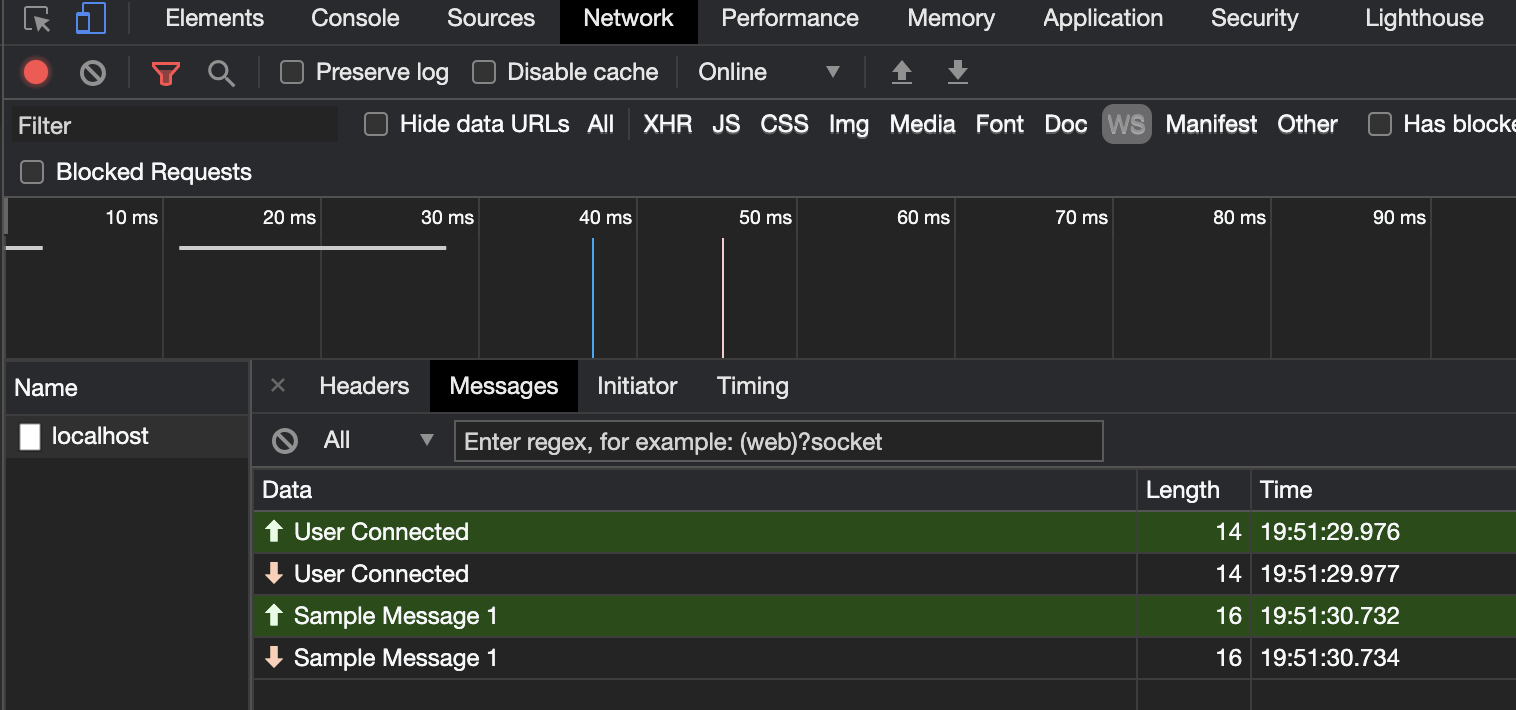 Elements Console Sources Network Performance Memory Application Security Lighthouse
Preserve log Disable cache Online
Filter Hide data URLs All XHR JS CSS Img Media Font Doc WS Manifest Other Has blocke
Blocked Requests
10 ms 20 ms 30 ms 40 ms 50 ms 60 ms 70 ms 80 ms 90 ms
Name × Headers Messages Initiator Timing
localhost All Enter regex, for example: (web)?socket
Data Length Time
User Connected 14 19:51:29.976
User Connected 14 19:51:29.977
Sample Message 1 16 19:51:30.732
Sample Message 1 16 19:51:30.734